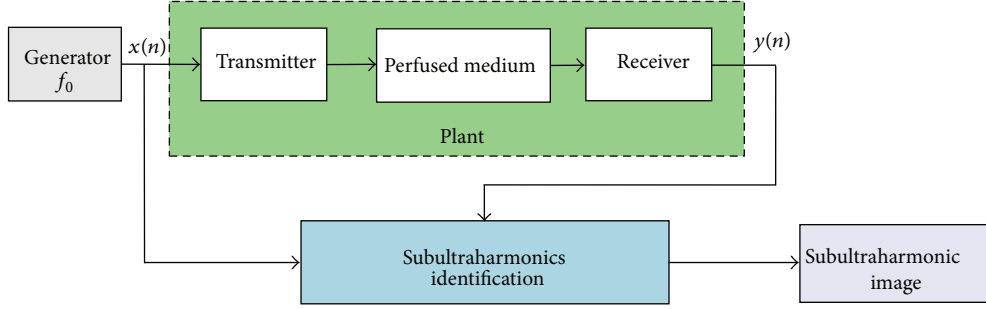 Generator
f₀
x(n)
Transmitter
Perfused medium
Receiver
y(n)
Plant
Subultraharmonics
identification
Subultraharmonic
image